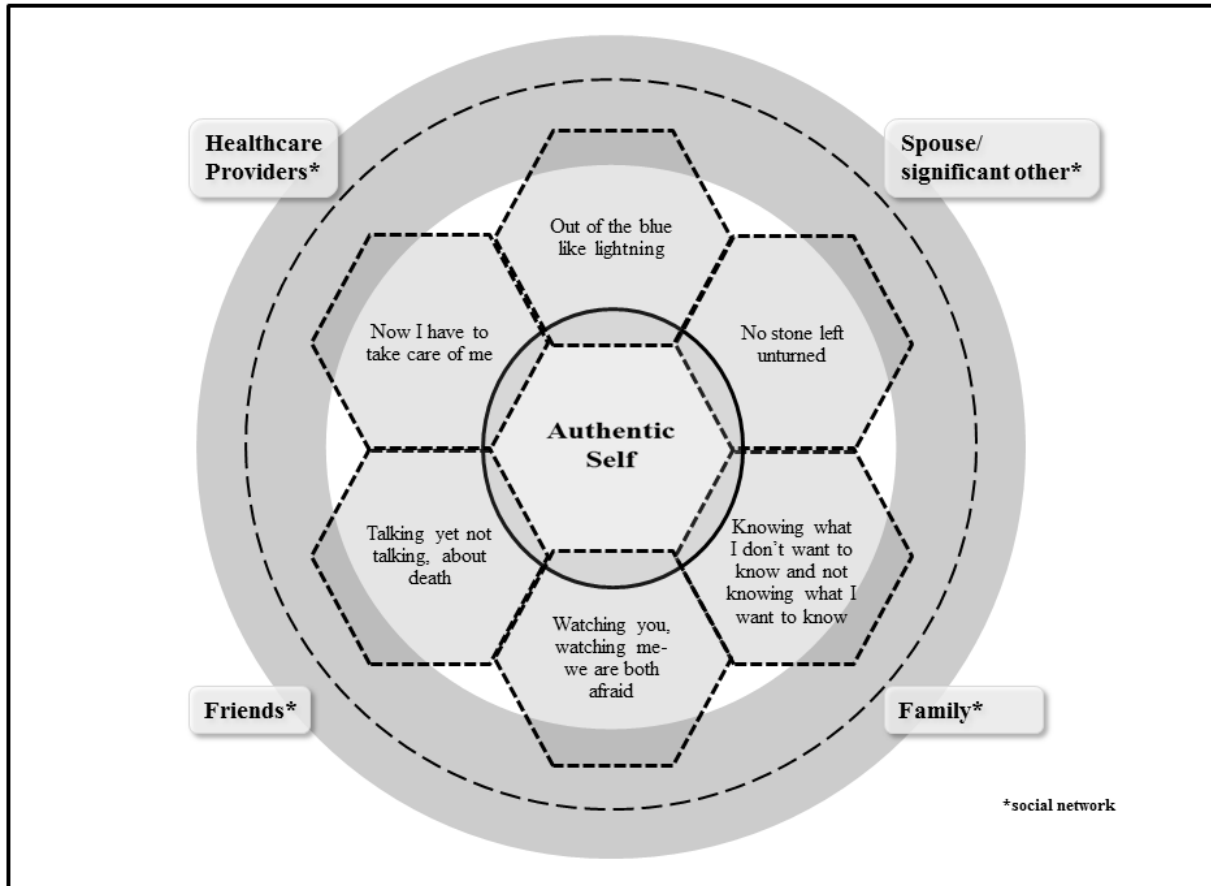 Healthcare
Providers*
Spouse/
significant other*
Out of the blue
like lightning
Now I have to
take care of me
No stone left
unturned
Authentic
Self
Talking yet not
talking, about
death
Knowing what
I don’t want to
know and not
knowing what I
want to know
Watching you,
watching me-
we are both
afraid
Friends*
Family*
*social network